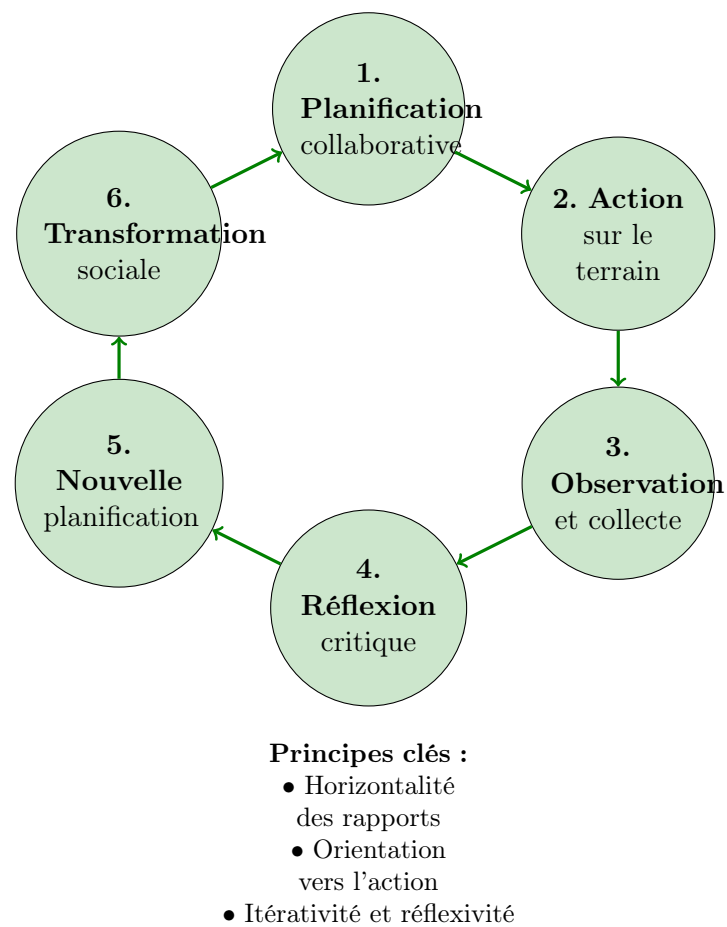 1.
Planification
collaborative
2. Action
sur le
terrain
3.
Observation
et collecte
4.
Réflexion
critique
5.
Nouvelle
planification
6.
Transformation
sociale
Principes clés :
• Horizontalité
des rapports
• Orientation
vers l'action
• Itérativité et réflexivité